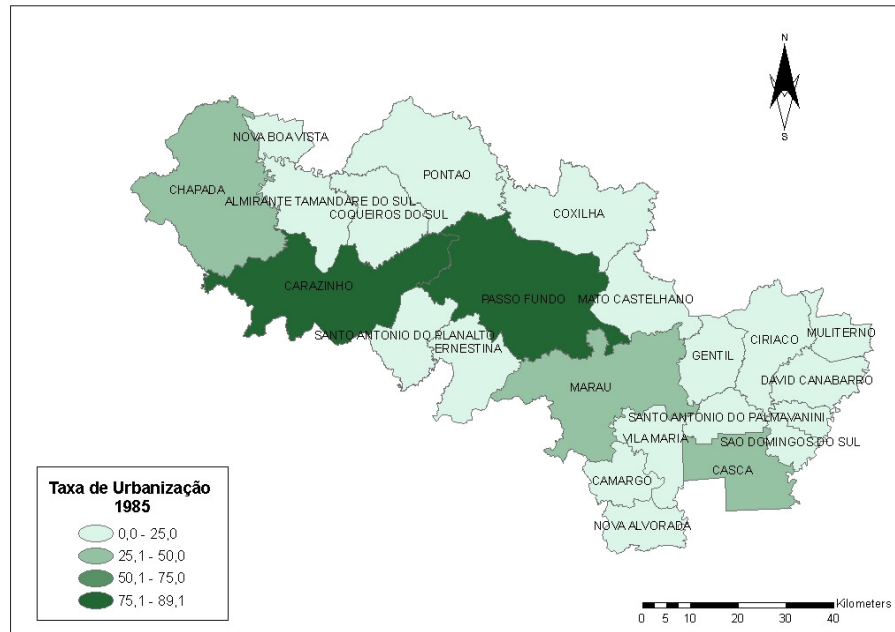 N
S
NOVA BOA VISTA
CHAPADA
PONTAO
ALMIRANTE TAMANDARE DO SUL
COQUEIROS DO SUL
COXILHA
CARAZINHO
PASSO FUNDO
MATO CASTELHANO
SANTO ANTONIO DO PLANALTO
ERNESTINA
GENTIL
CIRIACO
MULITERNO
MARAU
DAVID CANABARRO
SANTO ANTONIO DO PALMA
VANINI
VILA MARIA
SAO DOMINGOS DO SUL
CASCA
CAMARGO
NOVA ALVORADA
Taxa de Urbanização
1985
0,0 - 25,0
25,1 - 50,0
50,1 - 75,0
75,1 - 89,1
Kilometers
0 5 10 20 30 40